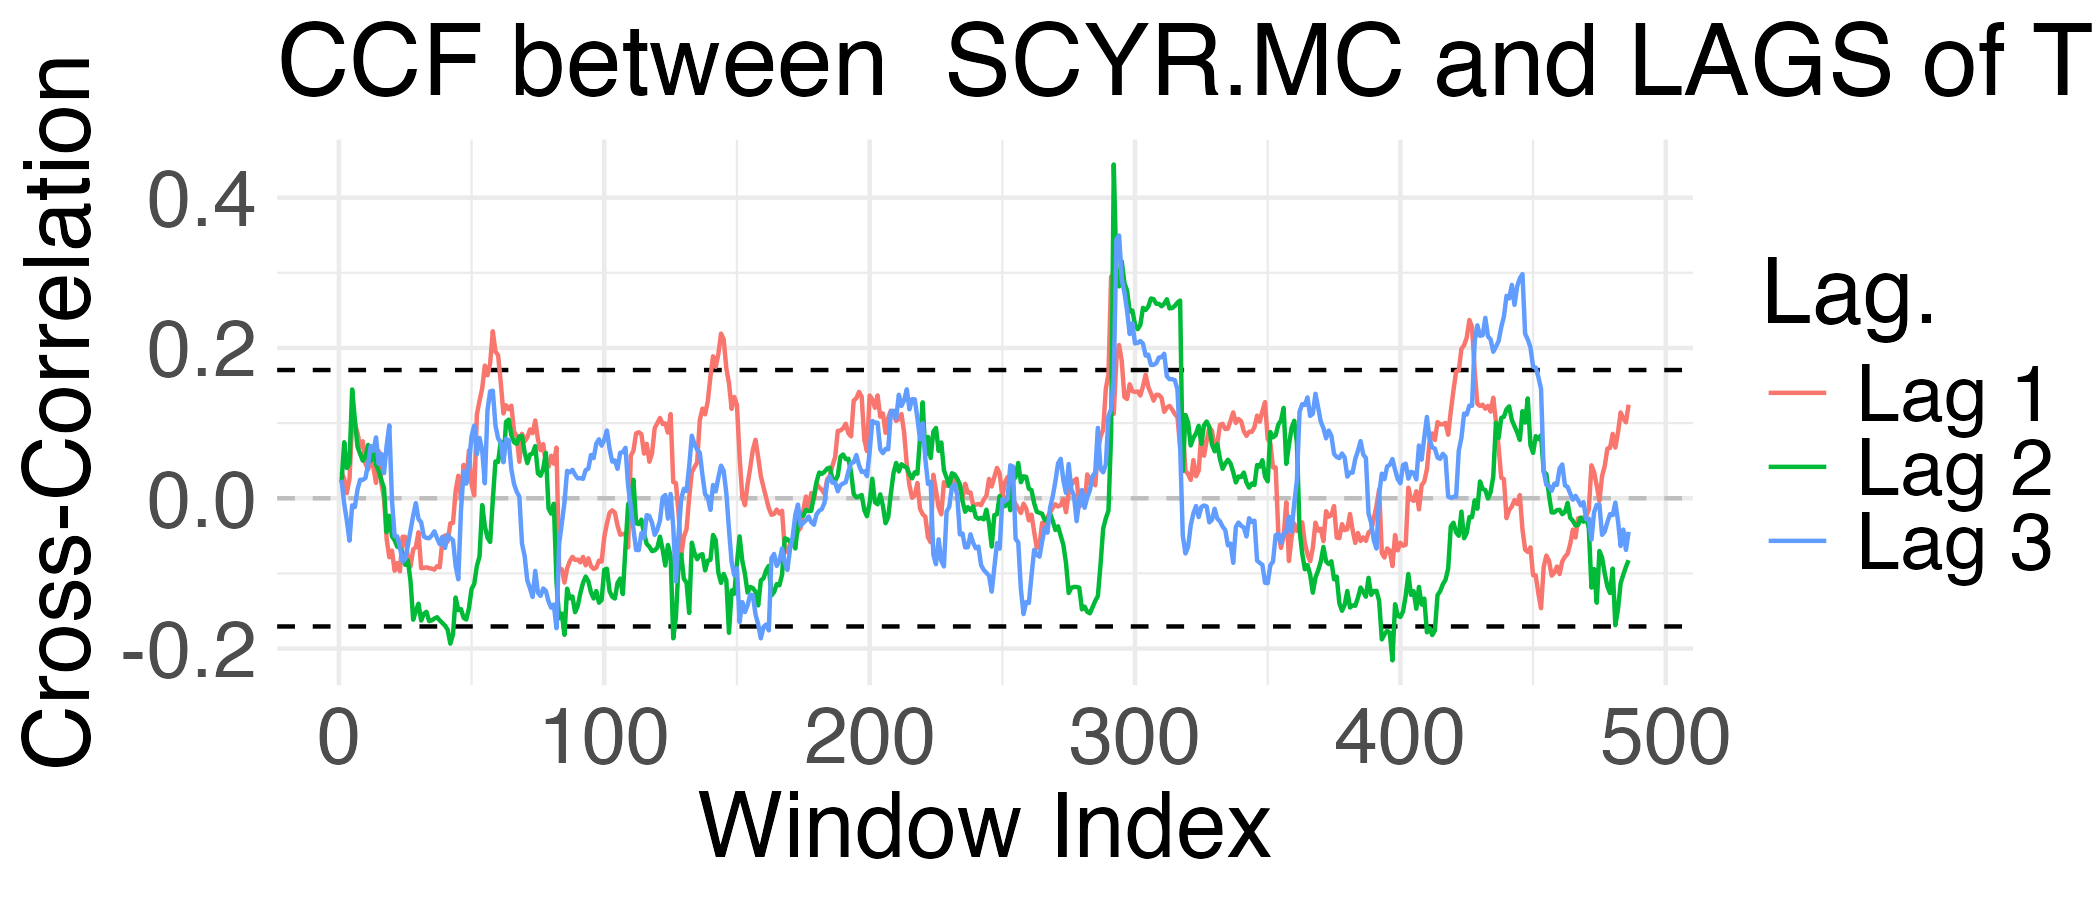 CCF between  SCYR.MC and LAGS of T
Cross-Correlation
0.4
0.2
0.0
-0.2
0 100 200 300 400 500
Window Index
Lag.
Lag 1
Lag 2
Lag 3